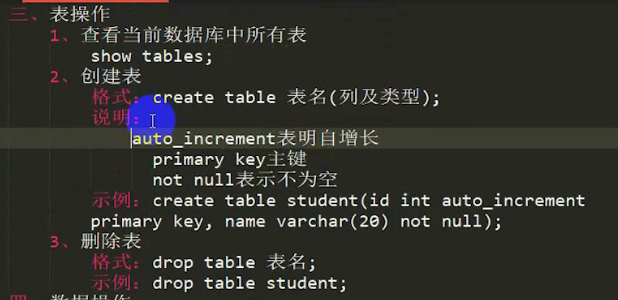 三、表操作
1、查看当前数据库中所有表
show tables;
2、创建表
格式：create table 表名(列及类型);
说明：
auto_increment表明自增长
primary key主键
not null表示不为空
示例：create table student(id int auto_increment
primary key, name varchar(20) not null);
3、删除表
格式：drop table 表名;
示例：drop table student;
四、数据操作